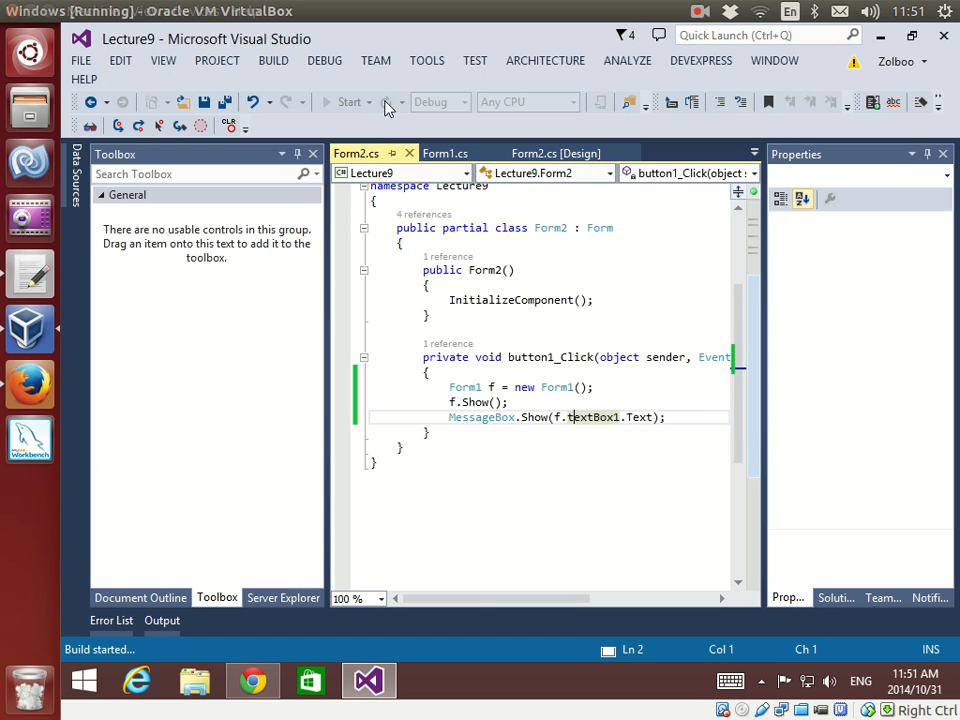 Windows [Running] - Oracle VM VirtualBox
En
11:51
Lecture9 - Microsoft Visual Studio
4
Quick Launch (Ctrl+Q)
FILE EDIT VIEW PROJECT BUILD DEBUG TEAM TOOLS TEST ARCHITECTURE ANALYZE DEVEXPRESS WINDOW
Zolboo
HELP
Start
Debug
Any CPU
abc
CLR
Data Sources
Toolbox
Form2.cs
Form1.cs
Form2.cs [Design]
Properties
Search Toolbox
Lecture9
Lecture9.Form2
button1_Click(object s
General
There are no usable controls in this group.
Drag an item onto this text to add it to the
toolbox.
namespace Lecture9
{
4 references
public partial class Form2 : Form
{
1 reference
public Form2()
{
InitializeComponent();
}
1 reference
private void button1_Click(object sender, Event
{
Form1 f = new Form1();
f.Show();
MessageBox.Show(f.textBox1.Text);
}
}
}
100 %
Document Outline
Toolbox
Server Explorer
Prop...
Soluti...
Team...
Notifi...
Error List
Output
Build started...
Ln 2
Col 1
Ch 1
INS
MySQL
Workbench
ENG
11:51 AM
2014/10/31
Right Ctrl